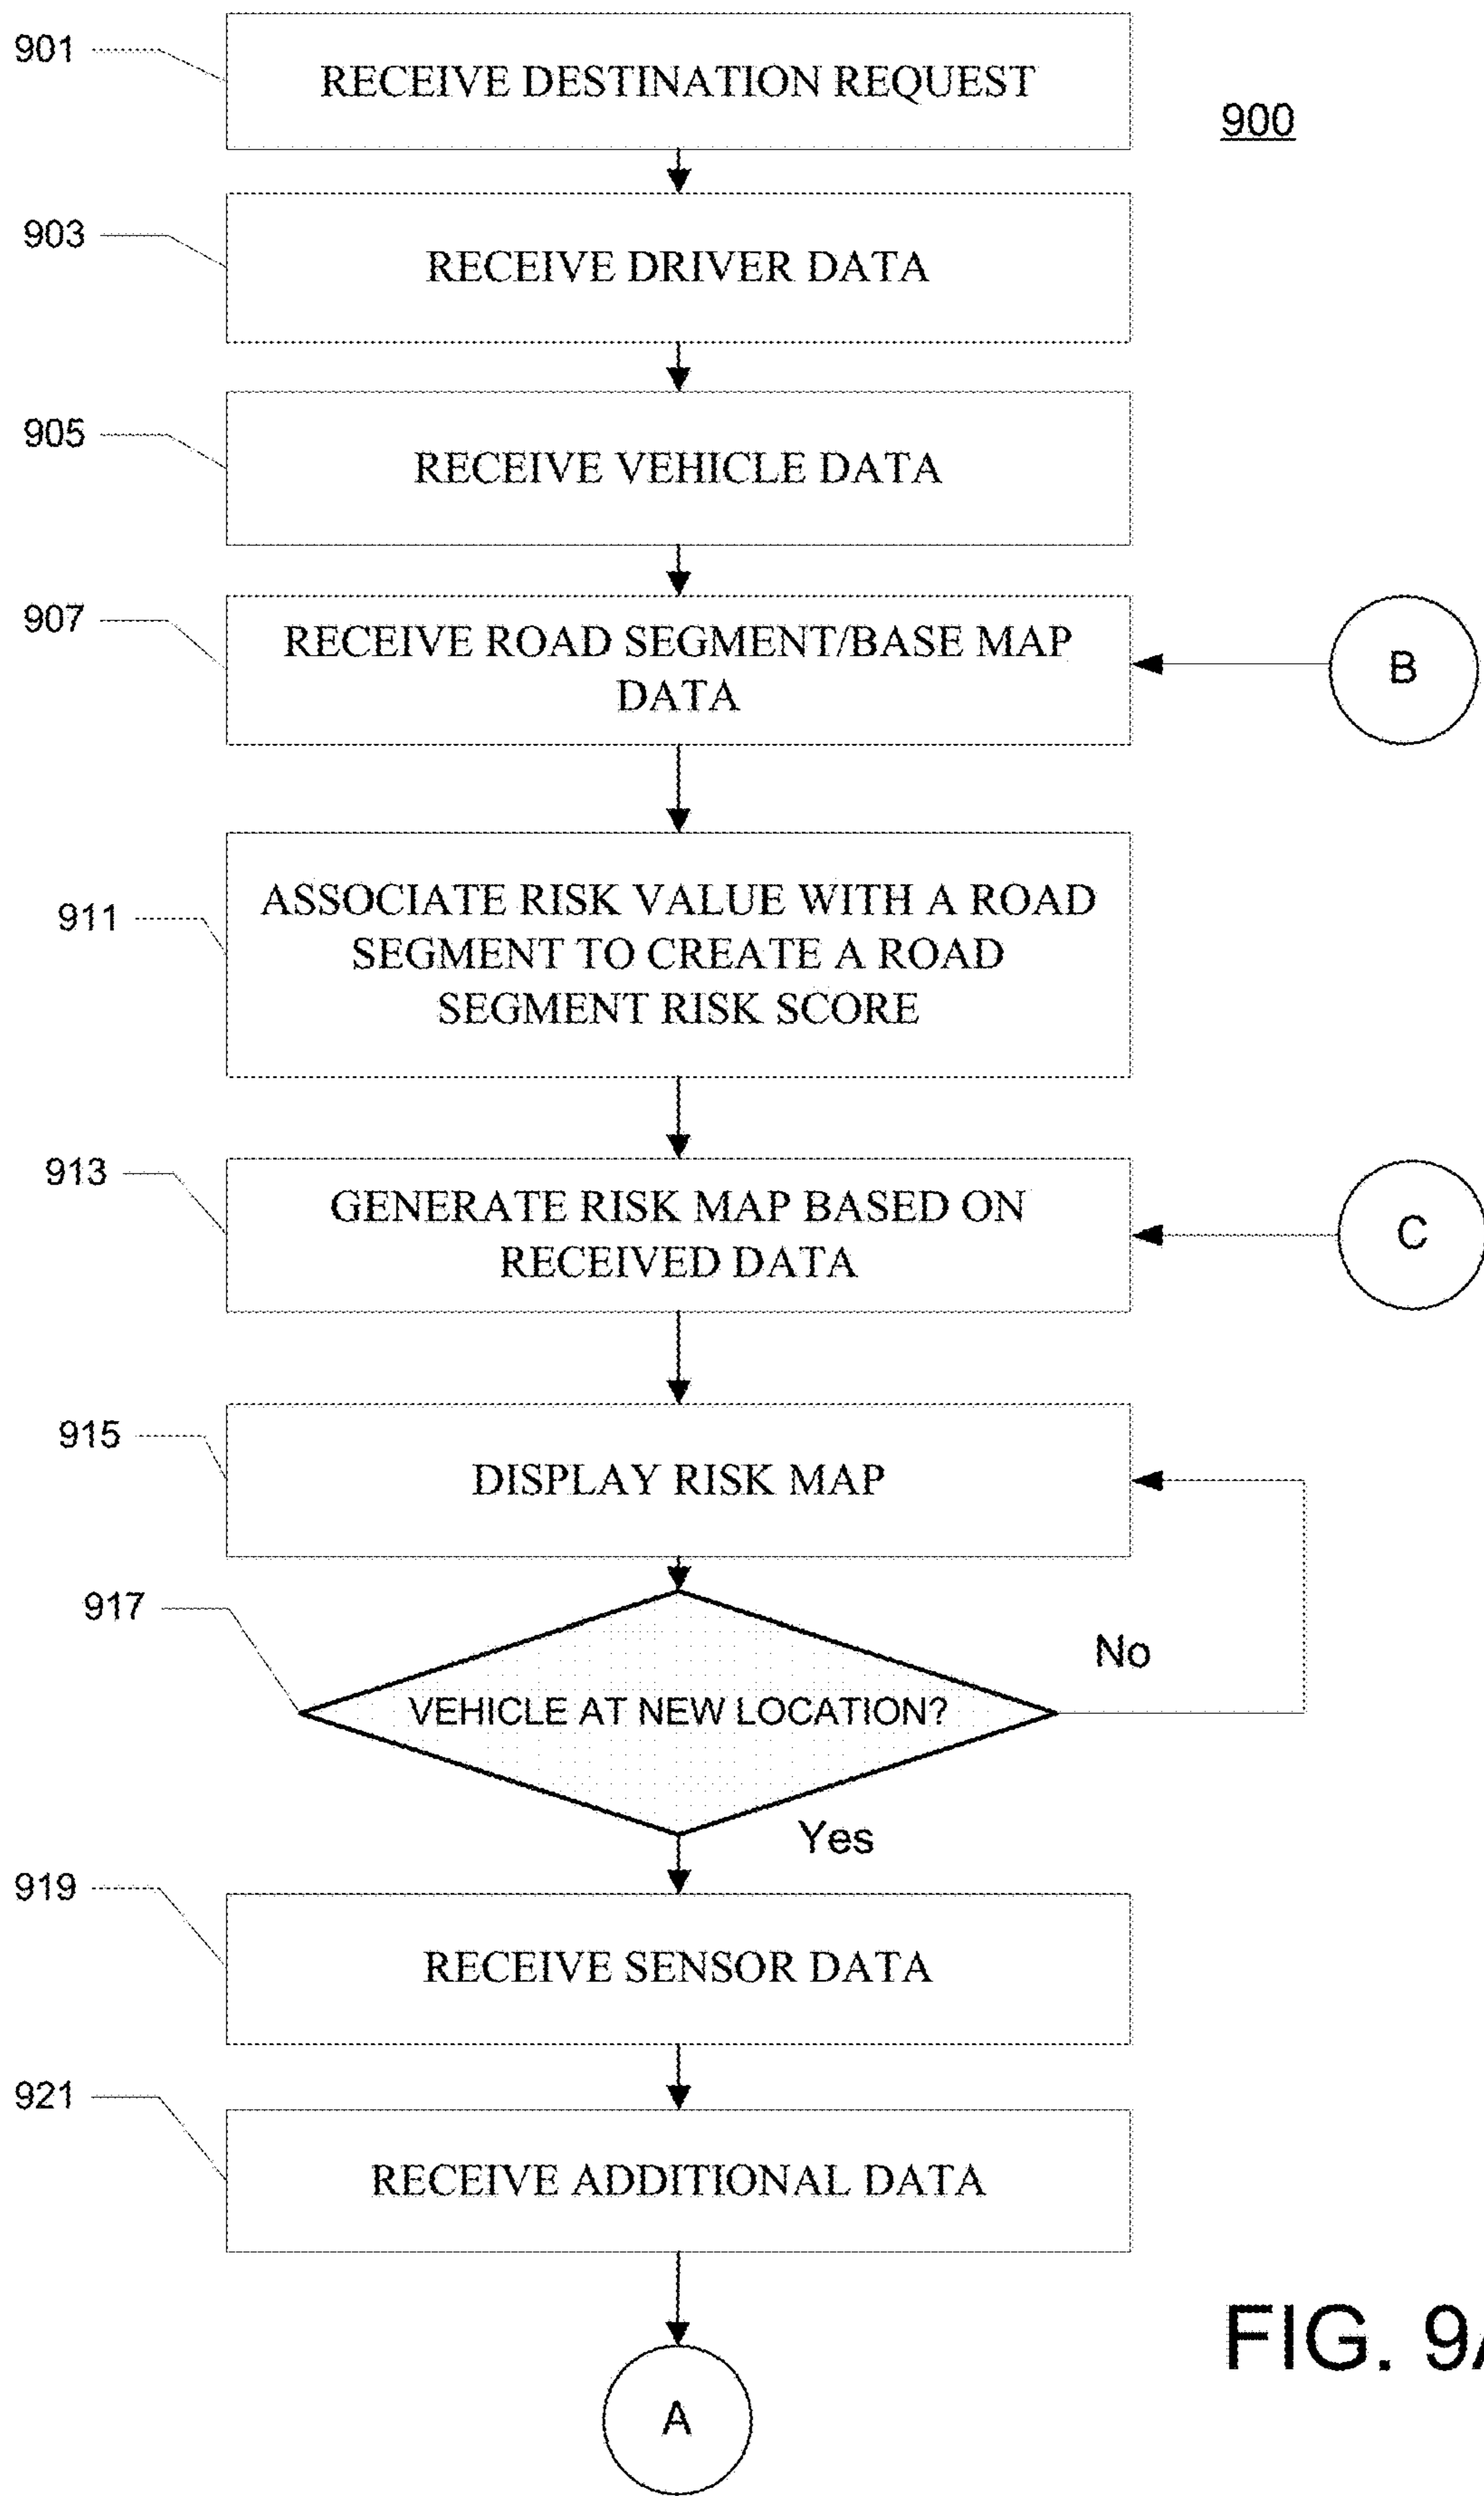 901
RECEIVE DESTINATION REQUEST
900
903
RECEIVE DRIVER DATA
905
RECEIVE VEHICLE DATA
907
RECEIVE ROAD SEGMENT/BASE MAP
DATA
B
911
ASSOCIATE RISK VALUE WITH A ROAD
SEGMENT TO CREATE A ROAD
SEGMENT RISK SCORE
913
GENERATE RISK MAP BASED ON
RECEIVED DATA
C
915
DISPLAY RISK MAP
917
VEHICLE AT NEW LOCATION?
No
Yes
919
RECEIVE SENSOR DATA
921
RECEIVE ADDITIONAL DATA
FIG. 9A
A